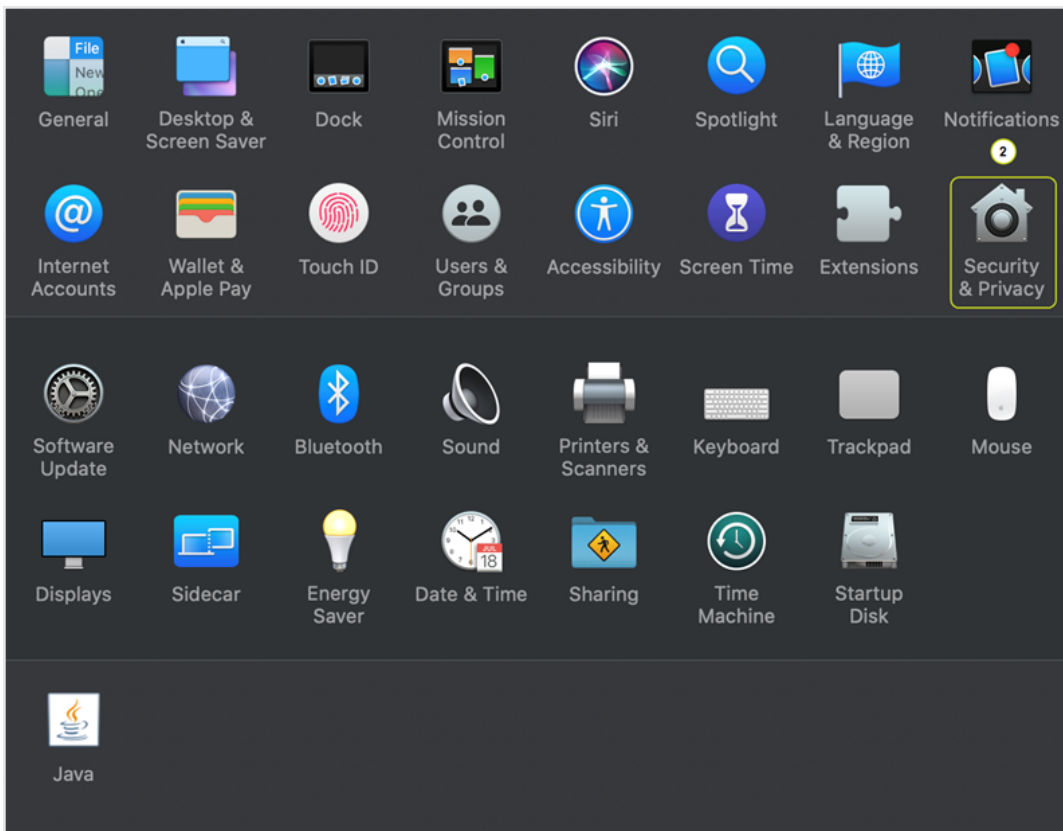 File
New
Ope
General
Desktop &
Screen Saver
Dock
Mission
Control
Siri
Spotlight
Language
& Region
Notifications
2
@
Internet
Accounts
Wallet &
Apple Pay
Touch ID
Users &
Groups
Accessibility
Screen Time
Extensions
Security
& Privacy
Software
Update
Network
Bluetooth
Sound
Printers &
Scanners
Keyboard
Trackpad
Mouse
Displays
Sidecar
Energy
Saver
JUL
18
Date & Time
Sharing
Time
Machine
Startup
Disk
Java